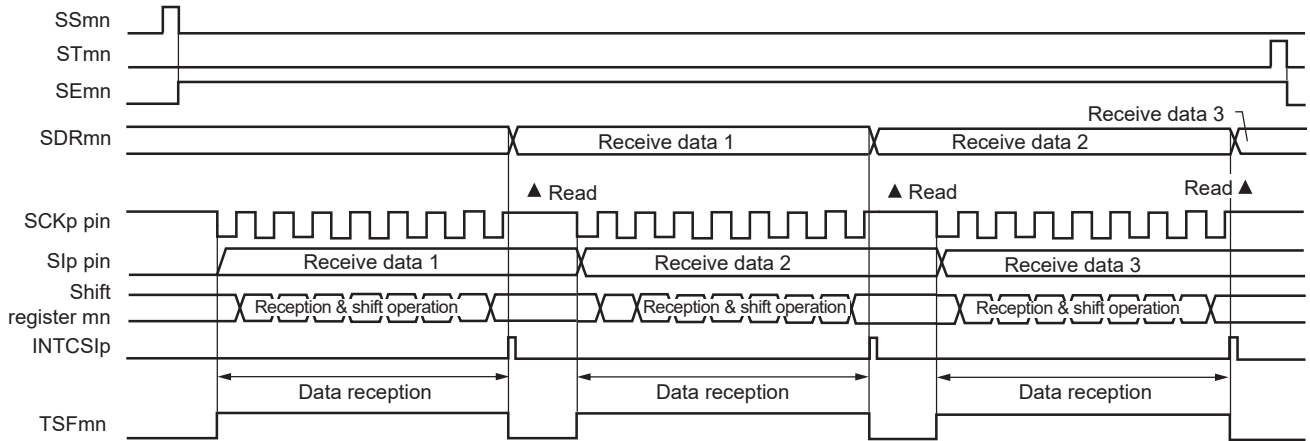 SSmn
STmn
SEmn
Receive data 3
SDRmn Receive data 1 Receive data 2
▲ Read ▲ Read Read ▲
SCKp pin
SIp pin Receive data 1 Receive data 2 Receive data 3
Shift
register mn Reception & shift operation Reception & shift operation Reception & shift operation
INTCSIp
Data reception Data reception Data reception
TSFmn